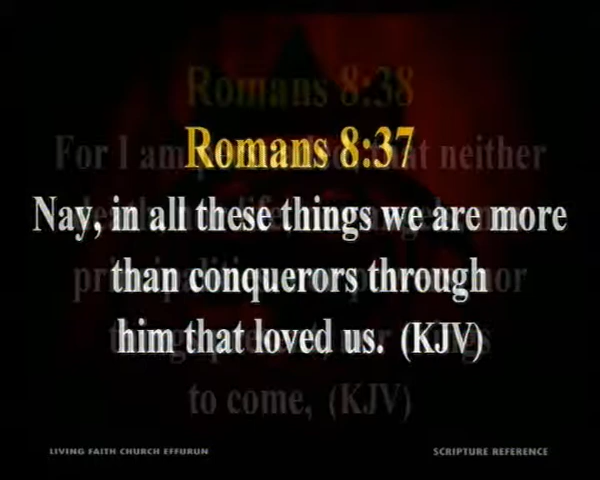 Romans 8:38
Romans 8:37
For I am neither
Nay, in all these things we are more
than conquerors through
him that loved us. (KJV)
to come, (KJV)
LIVING FAITH CHURCH EFFURUN
SCRIPTURE REFERENCE